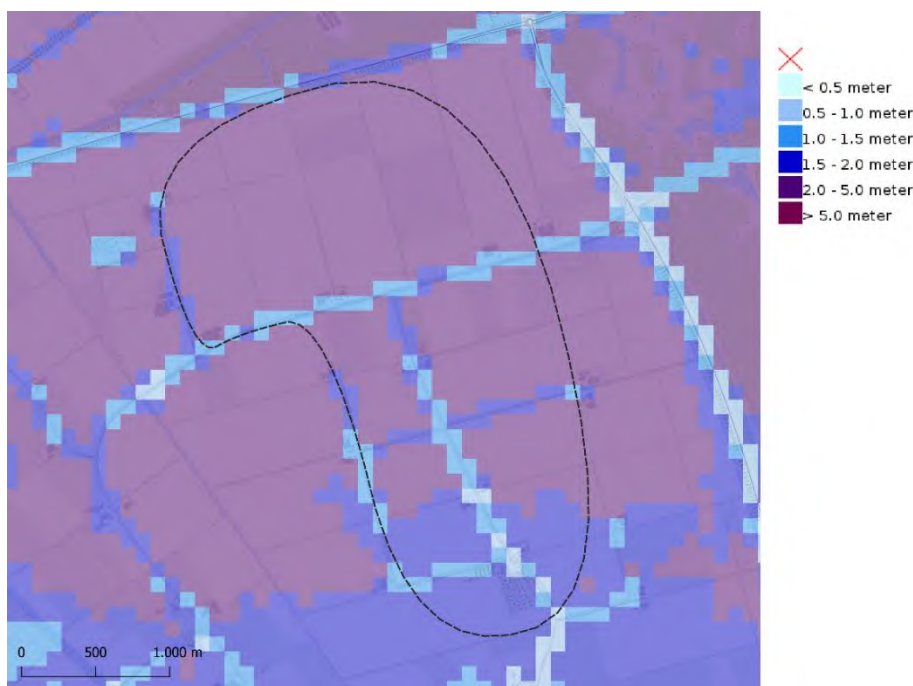 < 0.5 meter
0.5 - 1.0 meter
1.0 - 1.5 meter
1.5 - 2.0 meter
2.0 - 5.0 meter
> 5.0 meter
0 500 1.000 m